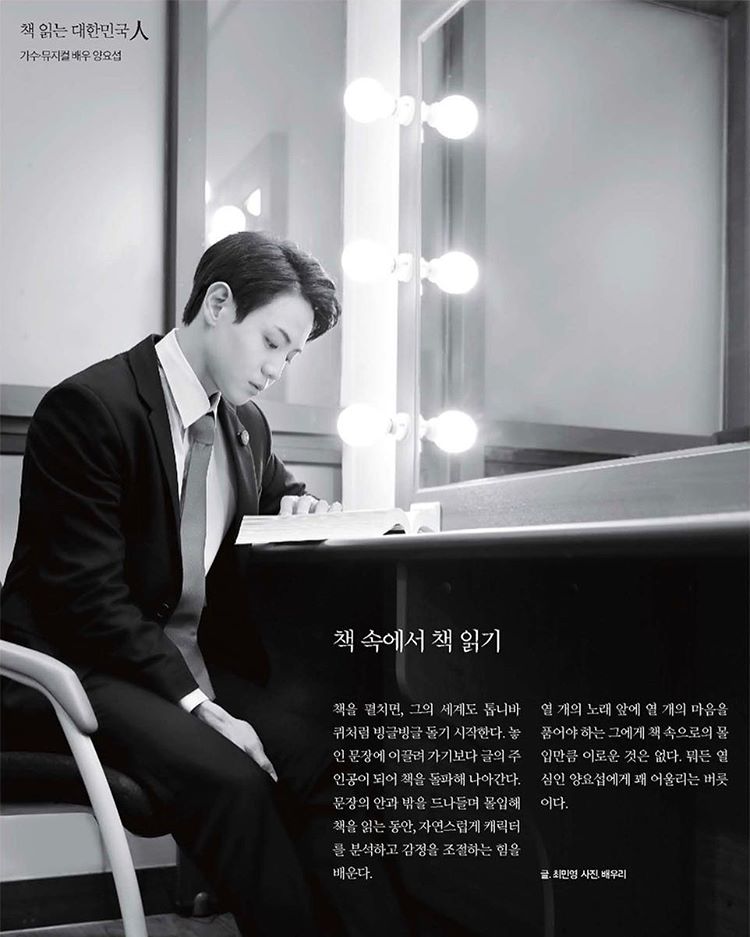 책 읽는 대한민국人
가수·뮤지컬 배우 양요섭
책 속에서 책 읽기
책을 펼치면, 그의 세계도 톱니바
퀴처럼 빙글빙글 돌기 시작한다. 놓
인 문장에 이끌려 가기보다 글의 주
인공이 되어 책을 돌파해 나아간다.
문장의 안과 밖을 드나들며 몰입해
책을 읽는 동안, 자연스럽게 캐릭터
를 분석하고 감정을 조절하는 힘을
배운다.
열 개의 노래 앞에 열 개의 마음을
품어야 하는 그에게 책 속으로의 몰
입만큼 이로운 것은 없다. 뭐든 열
심인 양요섭에게 꽤 어울리는 버릇
이다.
글. 최민영 사진. 배우리